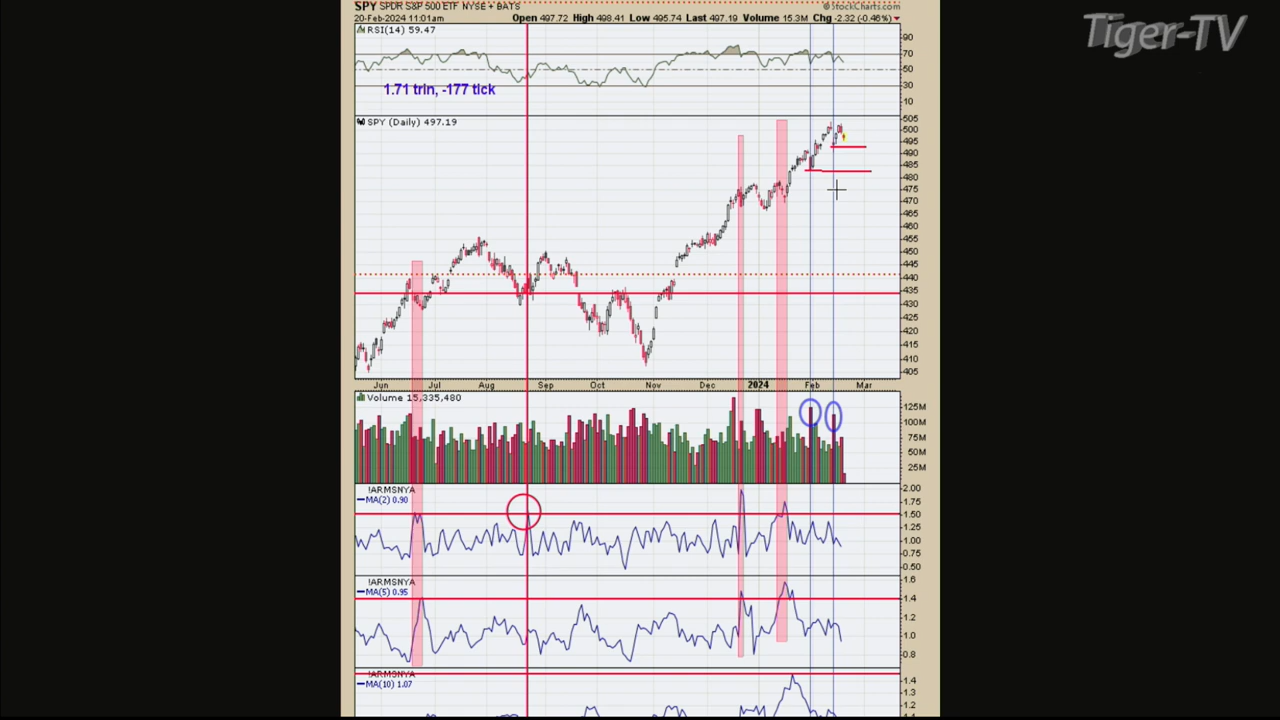 SPY SPDR S&P 500 ETF NYSE + BATS
© StockCharts.com
20-Feb-2024 11:01am
Open 497.72 High 498.41 Low 495.74 Last 497.19 Volume 15.3M Chg -2.32 (-0.46%)
Tiger-TV
RSI(14) 59.47
90
70
50
30
10
1.71 trin, -177 tick
SPY (Daily) 497.19
505
500
495
490
485
480
475
470
465
460
455
450
445
440
435
430
425
420
415
410
405
Jun Jul Aug Sep Oct Nov Dec 2024 Feb Mar
Volume 15,335,480
125M
100M
75M
50M
25M
!ARMSNYA
MA(2) 0.90
2.00
1.75
1.50
1.25
1.00
0.75
0.50
!ARMSNYA
MA(5) 0.95
1.6
1.4
1.2
1.0
0.8
!ARMSNYA
MA(10) 1.07
1.4
1.3
1.2
1.1